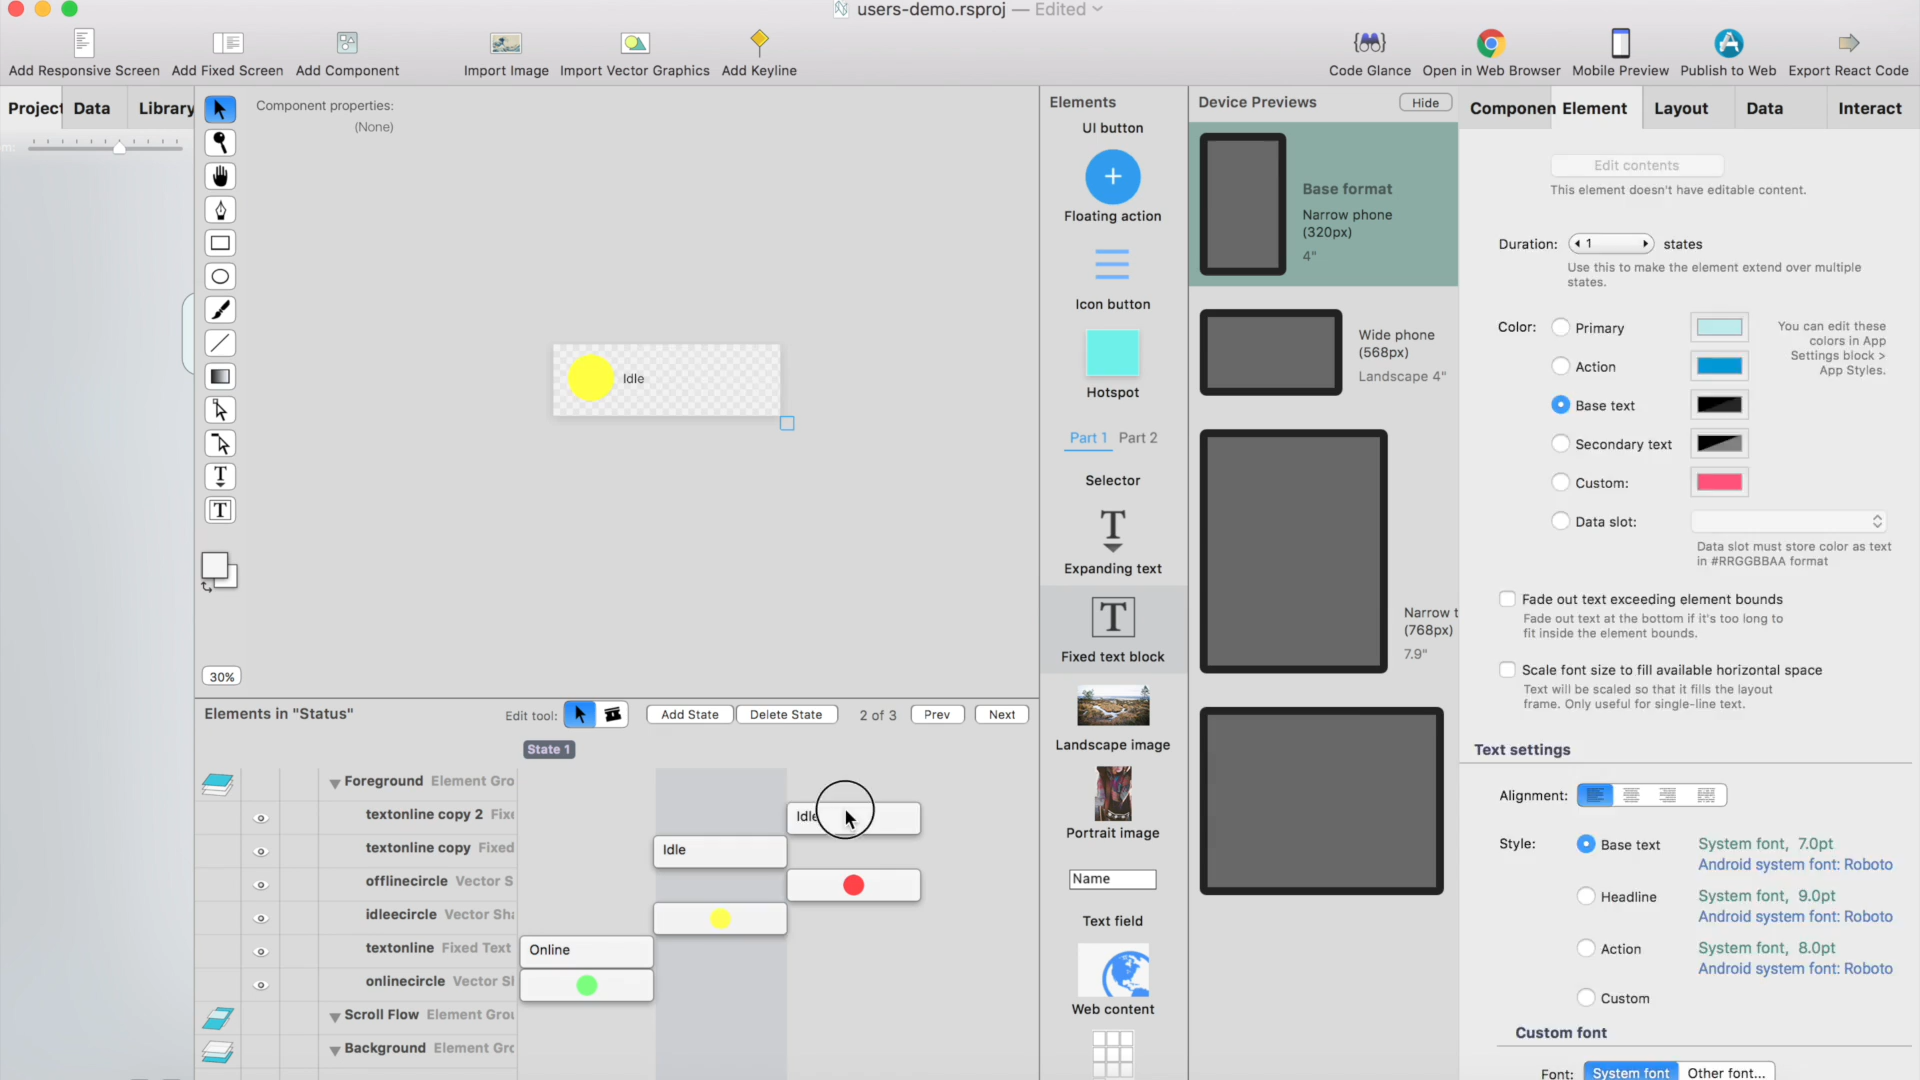 users-demo.rsproj — Edited
Add Responsive Screen
Add Fixed Screen
Add Component
Import Image
Import Vector Graphics
Add Keyline
Code Glance
Open in Web Browser
Mobile Preview
Publish to Web
Export React Code
Project
Data
Library
Component properties:
(None)
Idle
30%
Elements
UI button
Floating action
Icon button
Hotspot
Part 1 Part 2
Selector
Expanding text
Fixed text block
Landscape image
Portrait image
Name
Text field
Web content
Device Previews
Hide
Base format
Narrow phone
(320px)
4"
Wide phone
(568px)
Landscape 4"
Narrow t
(768px)
7.9"
Componen
Element
Layout
Data
Interact
Edit contents
This element doesn't have editable content.
Duration: 1 states
Use this to make the element extend over multiple
states.
Color:
Primary
Action
Base text
Secondary text
Custom:
Data slot:
You can edit these
colors in App
Settings block >
App Styles.
Data slot must store color as text
in #RRGGBBAA format
Fade out text exceeding element bounds
Fade out text at the bottom if it's too long to
fit inside the element bounds.
Scale font size to fill available horizontal space
Text will be scaled so that it fills the layout
frame. Only useful for single-line text.
Text settings
Alignment:
Style:
Base text
System font, 7.0pt
Android system font: Roboto
Headline
System font, 9.0pt
Android system font: Roboto
Action
System font, 8.0pt
Android system font: Roboto
Custom
Custom font
Font: System font Other font...
Elements in "Status"
Edit tool:
Add State
Delete State
2 of 3
Prev
Next
State 1
Foreground Element Gro
textonline copy 2 Fixe
Idle
textonline copy Fixed
Idle
offlinecircle Vector S
idleecircle Vector Sha
textonline Fixed Text
Online
onlinecircle Vector Sl
Scroll Flow Element Grou
Background Element Gro